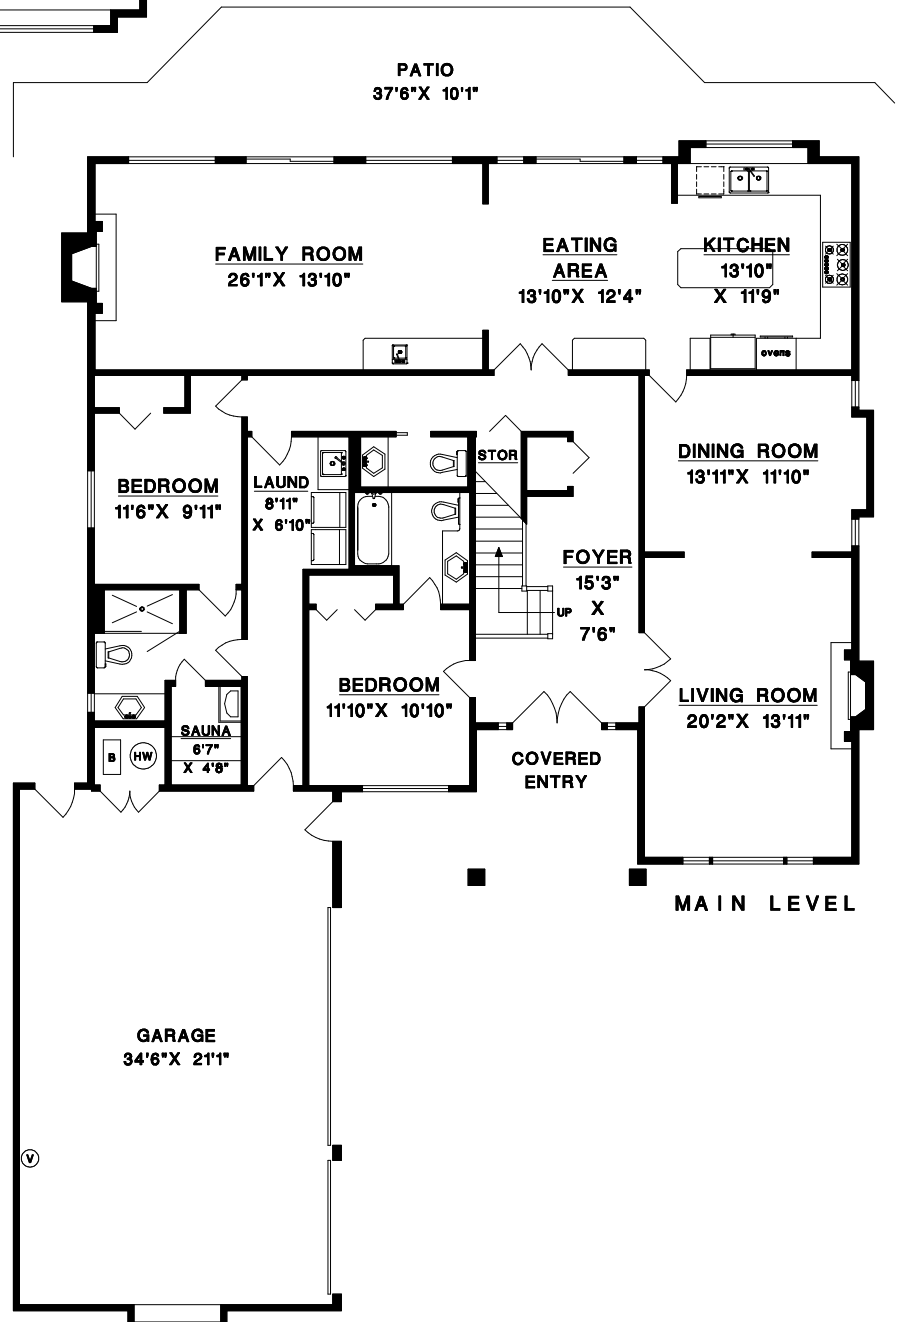 PATIO
37'6"X 10'1"
FAMILY ROOM
26'1"X 13'10"
EATING
AREA
13'10"X 12'4"
KITCHEN
13'10"
X 11'9"
ovens
DINING ROOM
13'11"X 11'10"
STOR
BEDROOM
11'6"X 9'11"
LAUND
8'11"
X 6'10"
FOYER
15'3"
X
7'6"
UP
BEDROOM
11'10"X 10'10"
LIVING ROOM
20'2"X 13'11"
SAUNA
6'7"
X 4'8"
B
HW
COVERED
ENTRY
MAIN LEVEL
GARAGE
34'6"X 21'1"
V